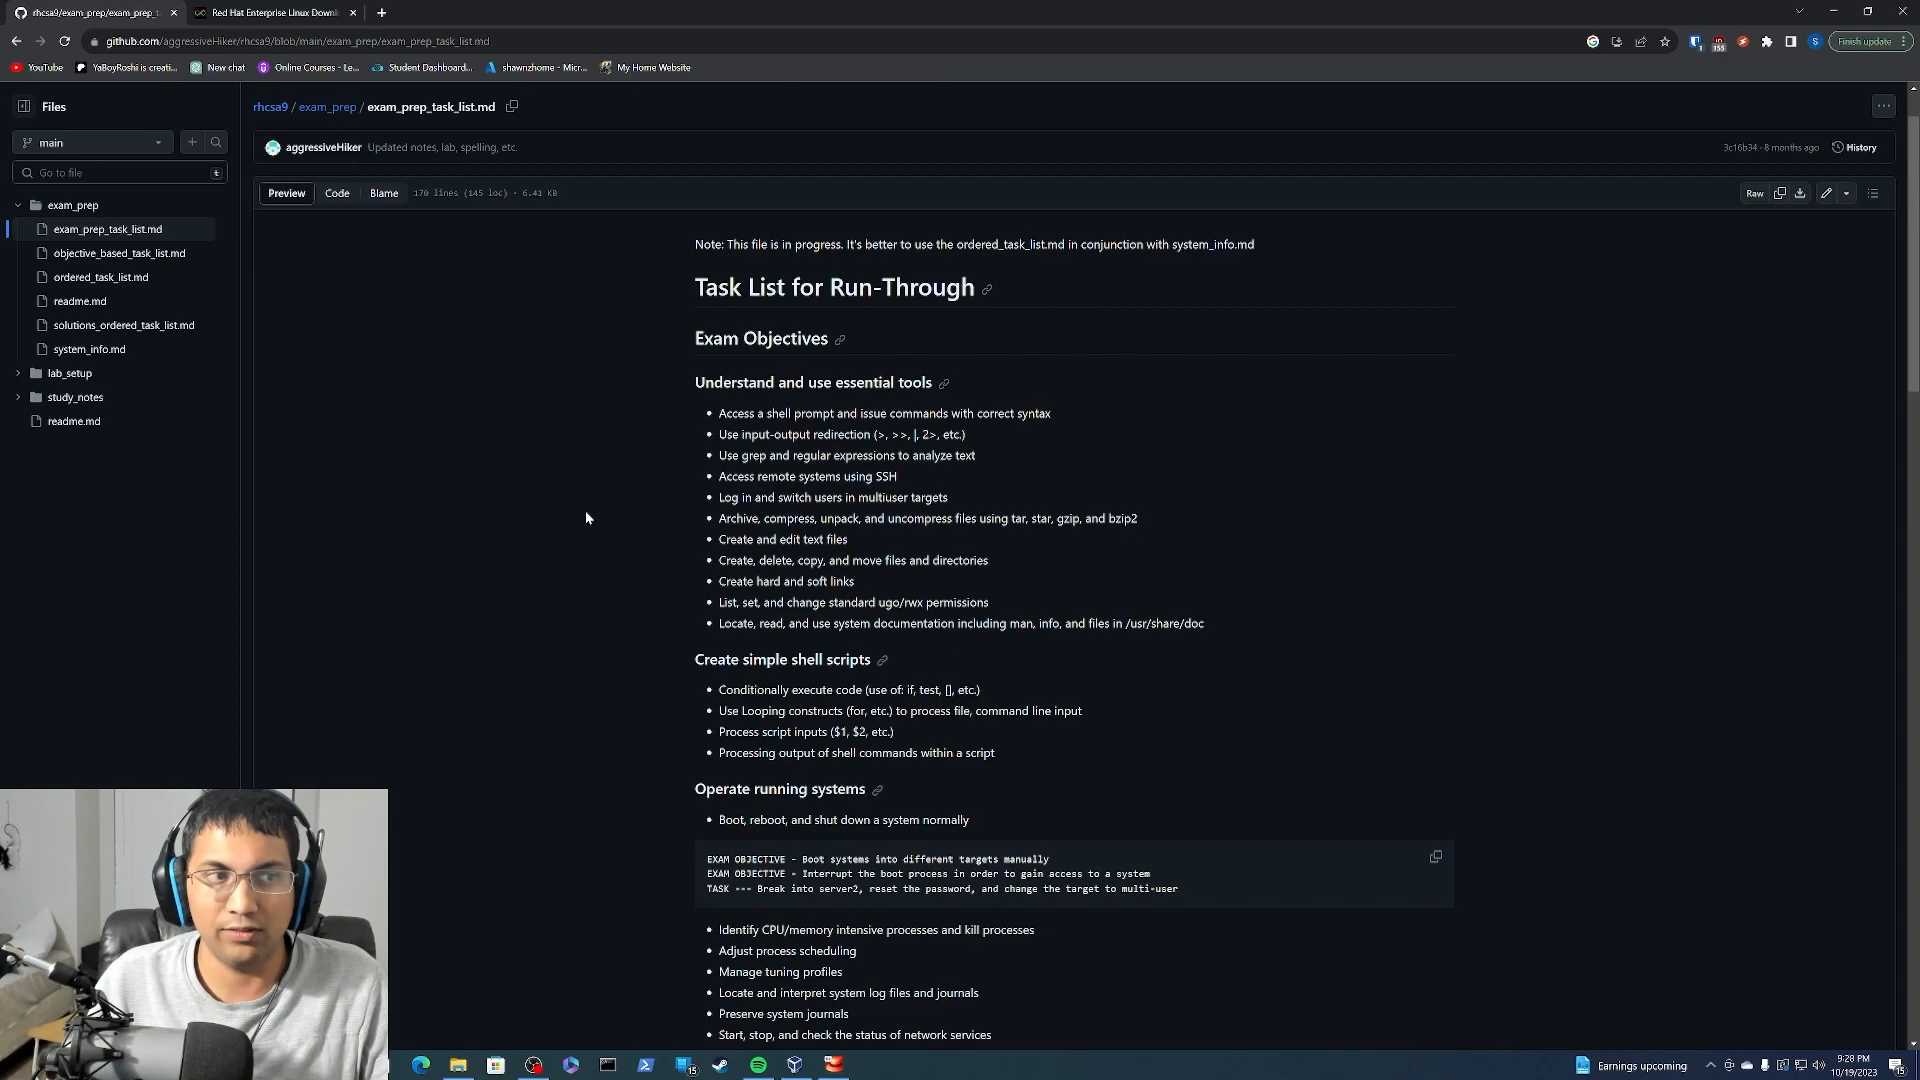 rhcsa9/exam_prep/exam_prep_t
Red Hat Enterprise Linux Downl
github.com/aggressiveHiker/rhcsa9/blob/main/exam_prep/exam_prep_task_list.md
Finish update
YouTube
YaBoyRoshi is creati...
New chat
Online Courses - Le...
Student Dashboard...
shawnzhome - Micr...
My Home Website
Files
rhcsa9 / exam_prep / exam_prep_task_list.md
main
aggressiveHiker Updated notes, lab, spelling, etc.
3c16b34 · 8 months ago
History
Go to file
t
Preview
Code
Blame
170 lines (145 loc) · 6.41 KB
Raw
exam_prep
exam_prep_task_list.md
objective_based_task_list.md
ordered_task_list.md
readme.md
solutions_ordered_task_list.md
system_info.md
lab_setup
study_notes
readme.md
Note: This file is in progress. It's better to use the ordered_task_list.md in conjunction with system_info.md
Task List for Run-Through
Exam Objectives
Understand and use essential tools
• Access a shell prompt and issue commands with correct syntax
• Use input-output redirection (>, >>, |, 2>, etc.)
• Use grep and regular expressions to analyze text
• Access remote systems using SSH
• Log in and switch users in multiuser targets
• Archive, compress, unpack, and uncompress files using tar, star, gzip, and bzip2
• Create and edit text files
• Create, delete, copy, and move files and directories
• Create hard and soft links
• List, set, and change standard ugo/rwx permissions
• Locate, read, and use system documentation including man, info, and files in /usr/share/doc
Create simple shell scripts
• Conditionally execute code (use of: if, test, [], etc.)
• Use Looping constructs (for, etc.) to process file, command line input
• Process script inputs ($1, $2, etc.)
• Processing output of shell commands within a script
Operate running systems
• Boot, reboot, and shut down a system normally
EXAM OBJECTIVE - Boot systems into different targets manually
EXAM OBJECTIVE - Interrupt the boot process in order to gain access to a system
TASK --- Break into server2, reset the password, and change the target to multi-user
• Identify CPU/memory intensive processes and kill processes
• Adjust process scheduling
• Manage tuning profiles
• Locate and interpret system log files and journals
• Preserve system journals
• Start, stop, and check the status of network services
Earnings upcoming
9:28 PM
10/19/2023